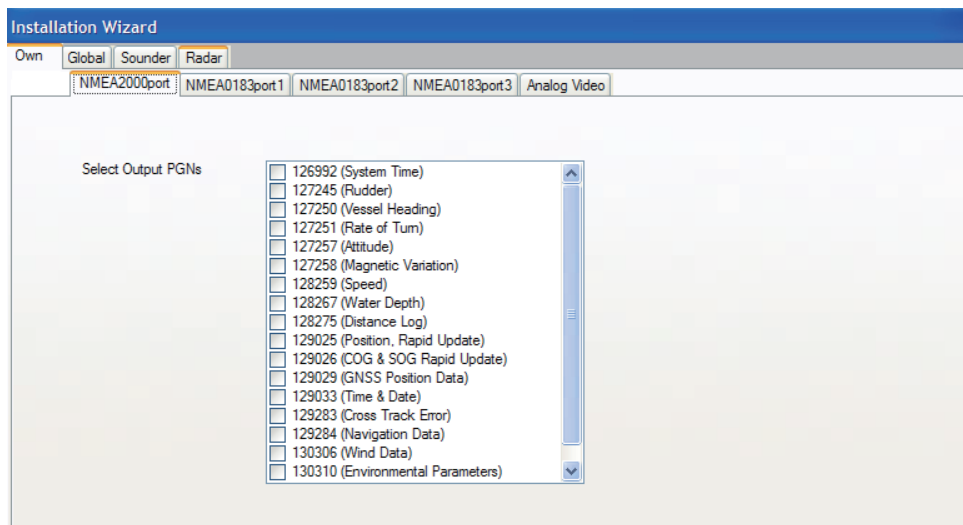 Installation Wizard
Own Global Sounder Radar
NMEA2000port NMEA0183port1 NMEA0183port2 NMEA0183port3 Analog Video
Select Output PGNs
126992 (System Time)
127245 (Rudder)
127250 (Vessel Heading)
127251 (Rate of Turn)
127257 (Attitude)
127258 (Magnetic Variation)
128259 (Speed)
128267 (Water Depth)
128275 (Distance Log)
129025 (Position, Rapid Update)
129026 (COG & SOG Rapid Update)
129029 (GNSS Position Data)
129033 (Time & Date)
129283 (Cross Track Error)
129284 (Navigation Data)
130306 (Wind Data)
130310 (Environmental Parameters)